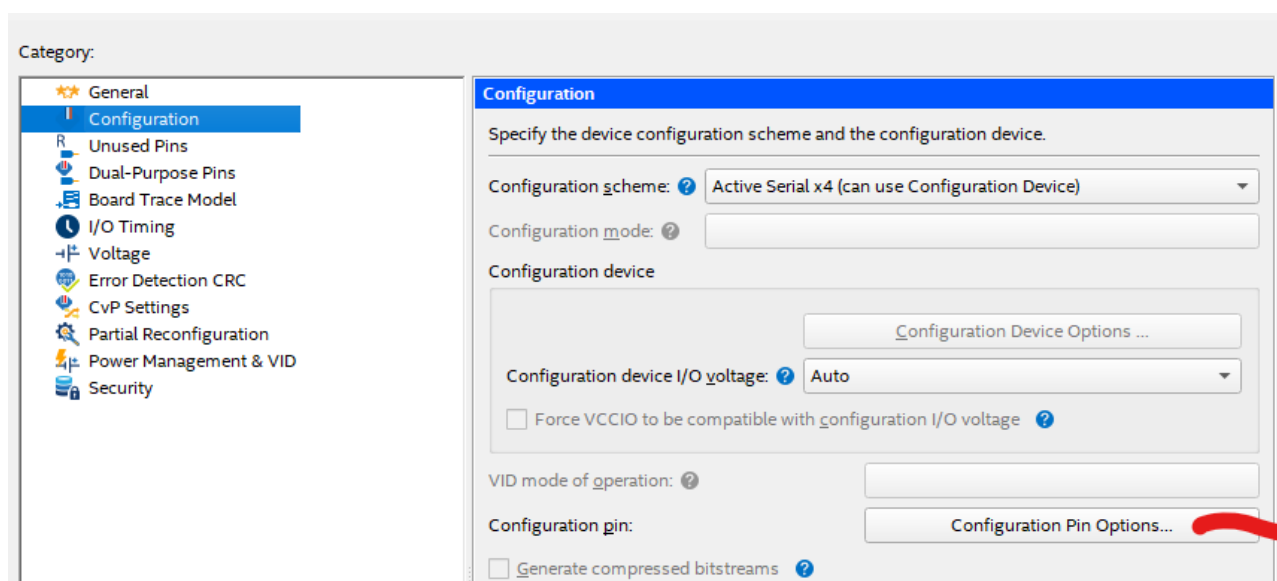 Category:
General
Configuration
Unused Pins
Dual-Purpose Pins
Board Trace Model
I/O Timing
Voltage
Error Detection CRC
CvP Settings
Partial Reconfiguration
Power Management & VID
Security
Configuration
Specify the device configuration scheme and the configuration device.
Configuration scheme: ? Active Serial x4 (can use Configuration Device)
Configuration mode: ?
Configuration device
Configuration Device Options ...
Configuration device I/O voltage: ? Auto
Force VCCIO to be compatible with configuration I/O voltage ?
VID mode of operation: ?
Configuration pin: Configuration Pin Options...
Generate compressed bitstreams ?